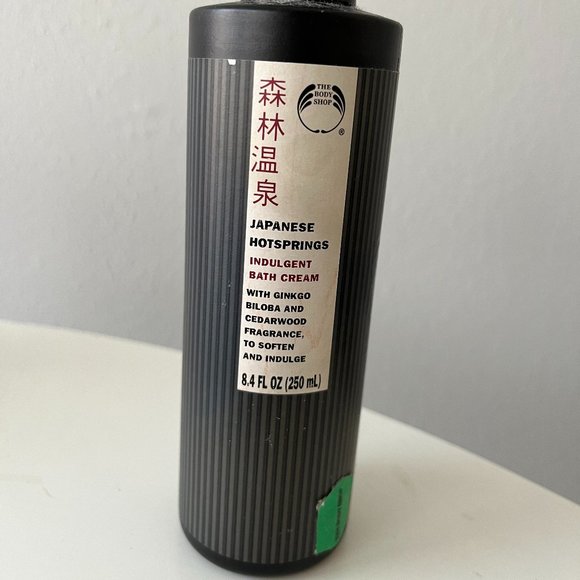 森林温泉
THE
BODY
SHOP
®
JAPANESE
HOTSPRINGS
INDULGENT
BATH CREAM
WITH GINKGO
BILOBA AND
CEDARWOOD
FRAGRANCE,
TO SOFTEN
AND INDULGE
8.4 FL OZ (250 mL)